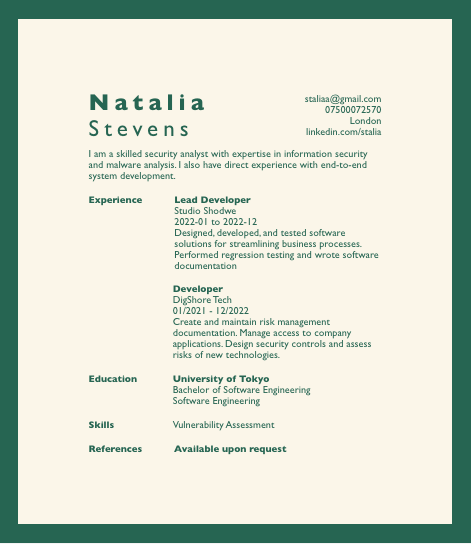 Natalia
Stevens
staliaa@gmail.com
07500072570
London
linkedin.com/stalia
I am a skilled security analyst with expertise in information security
and malware analysis. I also have direct experience with end-to-end
system development.
Experience
Lead Developer
Studio Shodwe
2022-01 to 2022-12
Designed, developed, and tested software
solutions for streamlining business processes.
Performed regression testing and wrote software
documentation
Developer
DigShore Tech
01/2021 - 12/2022
Create and maintain risk management
documentation. Manage access to company
applications. Design security controls and assess
risks of new technologies.
Education
University of Tokyo
Bachelor of Software Engineering
Software Engineering
Skills
Vulnerability Assessment
References
Available upon request